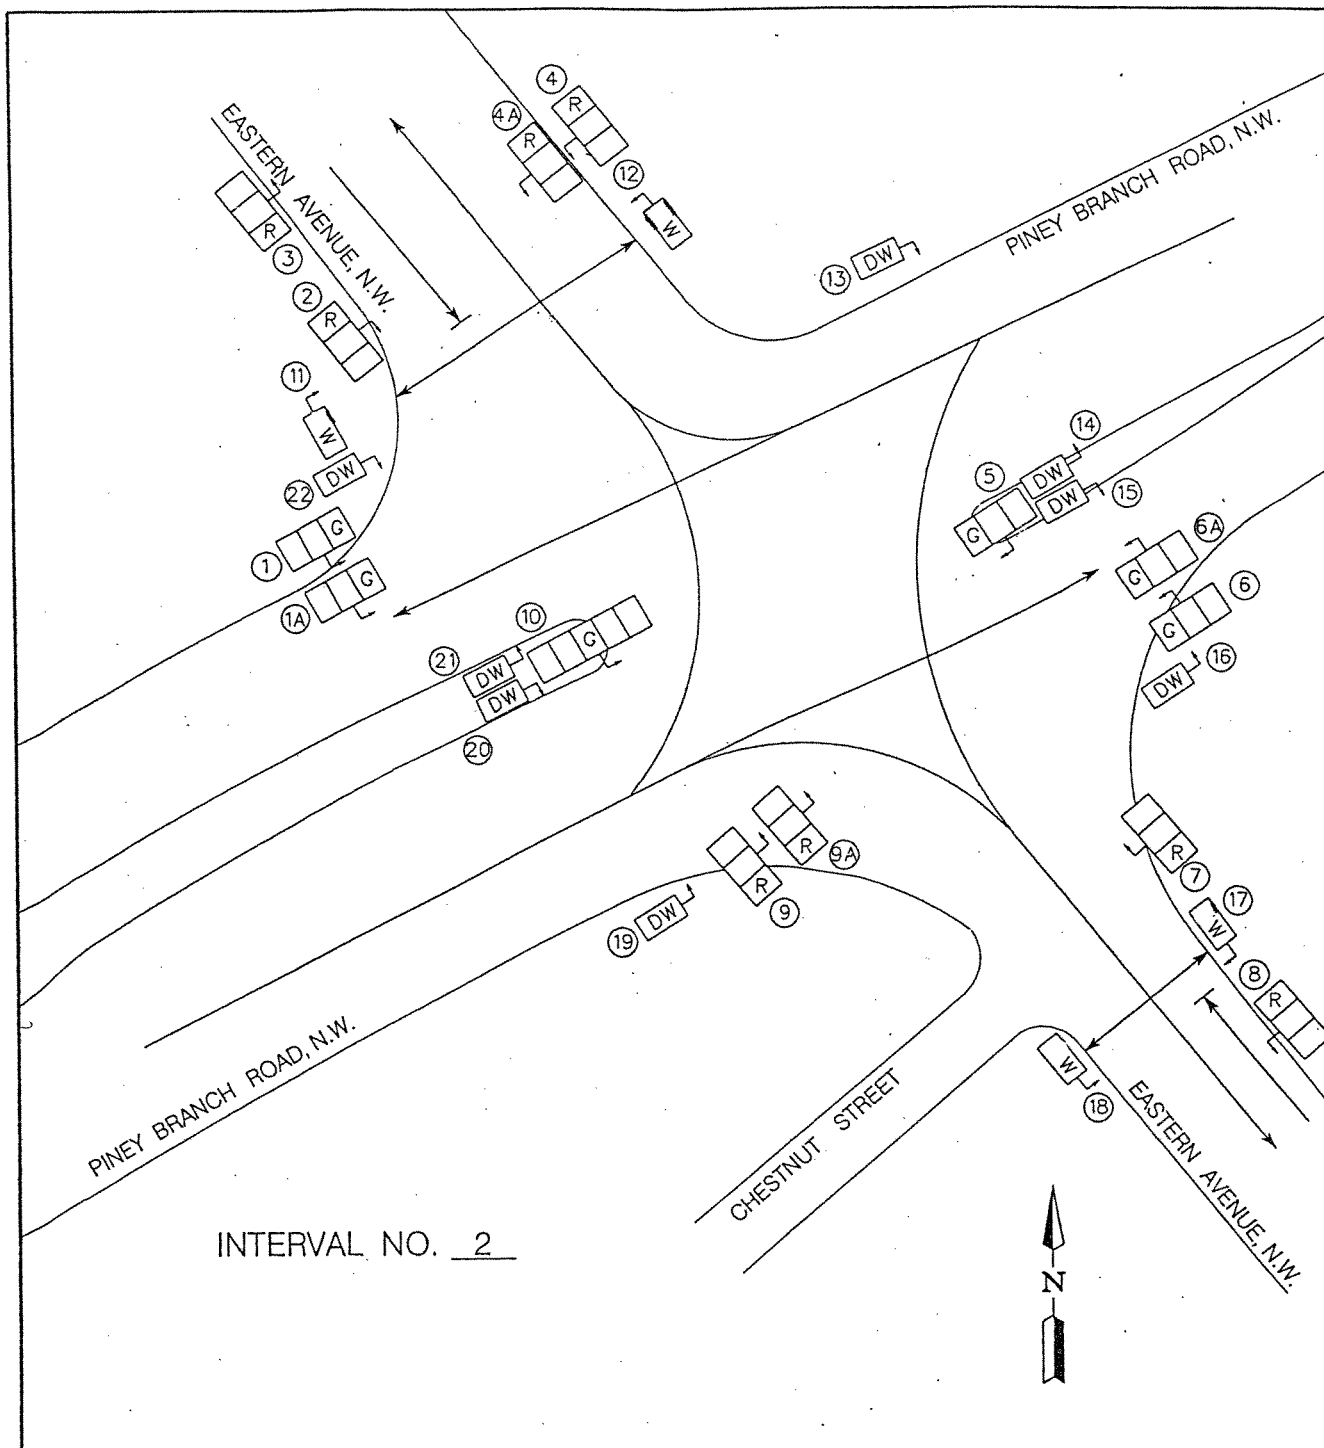 4
R
4A
R
EASTERN AVENUE, N.W.
12
W
PINEY BRANCH ROAD, N.W.
R
3
13
DW
2
R
11
W
22
DW
14
DW
5
G
DW
15
1
G
6A
G
1A
G
6
G
10
G
21
DW
DW
20
16
DW
9A
R
9
R
19
DW
7
R
17
W
8
R
W
18
PINEY BRANCH ROAD, N.W.
CHESTNUT STREET
EASTERN AVENUE, N.W.
INTERVAL NO. 2
N